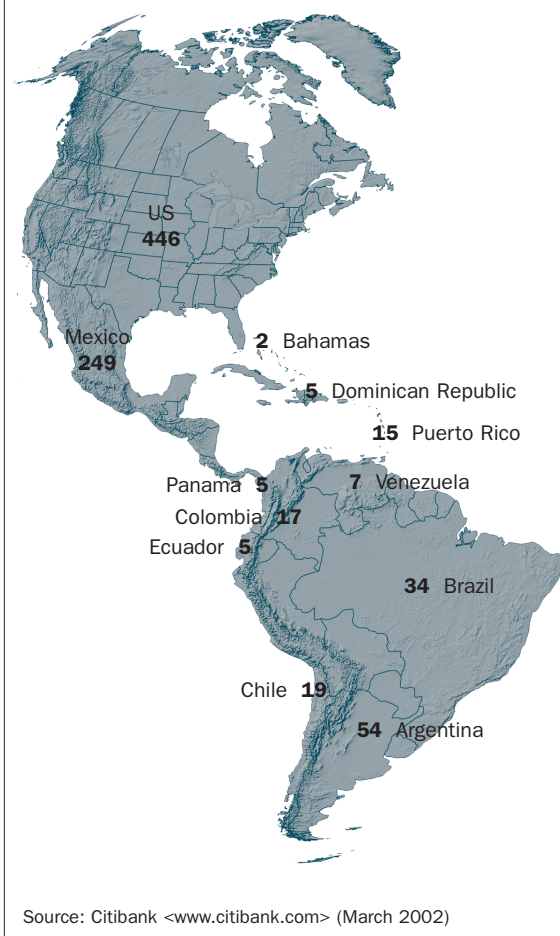 US
446
Mexico
249
2 Bahamas
5 Dominican Republic
15 Puerto Rico
Panama 5
7 Venezuela
Colombia 17
Ecuador 5
34 Brazil
Chile 19
54 Argentina
Source: Citibank <www.citibank.com> (March 2002)